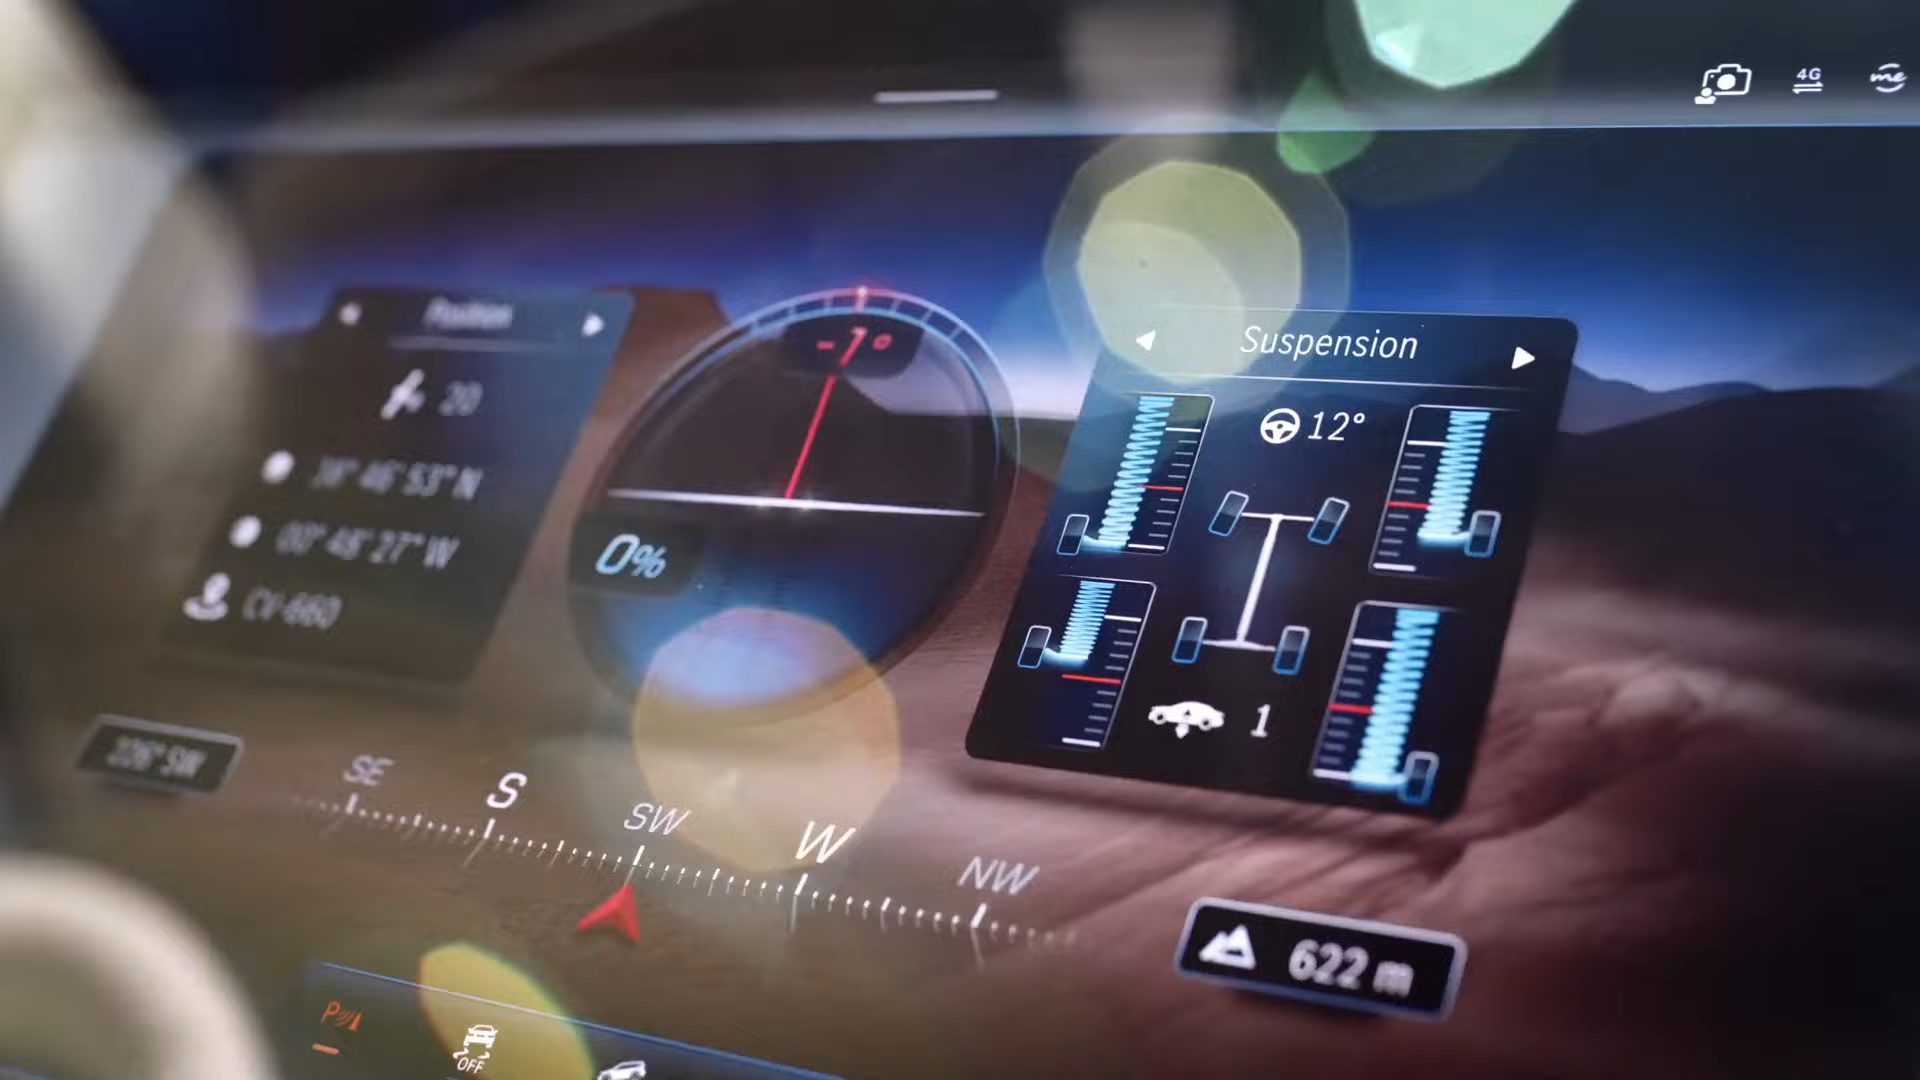 4G
me
Position
-7°
Suspension
20
12°
0%
CV-660
1
SE
S
SW
W
NW
622 m
P
OFF